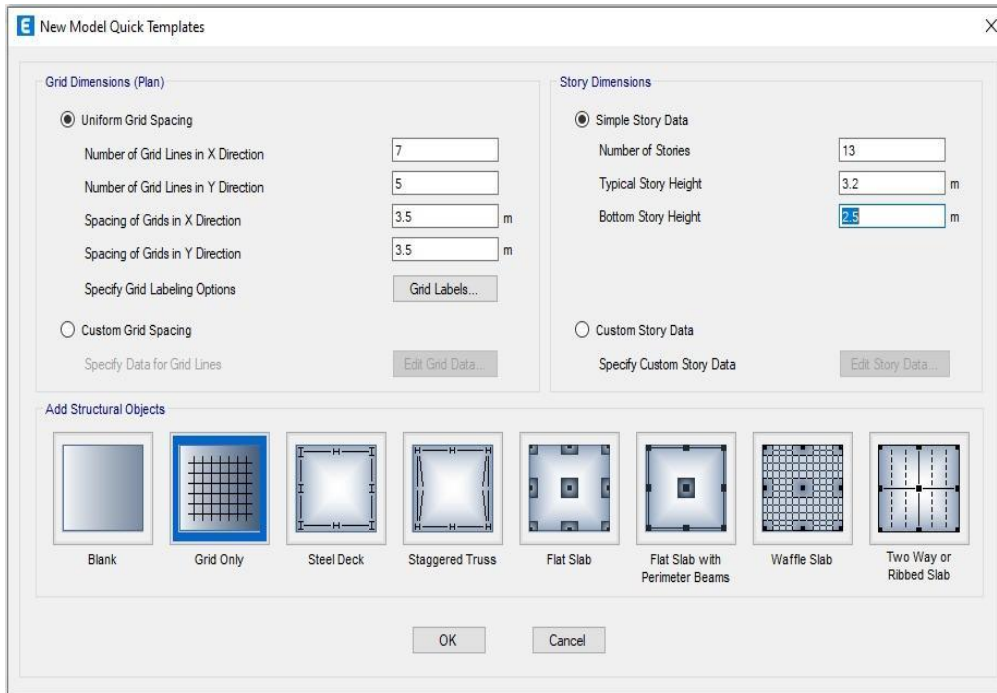 E New Model Quick Templates
Grid Dimensions (Plan)
Uniform Grid Spacing
Number of Grid Lines in X Direction 7
Number of Grid Lines in Y Direction 5
Spacing of Grids in X Direction 3.5 m
Spacing of Grids in Y Direction 3.5 m
Specify Grid Labeling Options Grid Labels...
Custom Grid Spacing
Specify Data for Grid Lines Edit Grid Data...
Story Dimensions
Simple Story Data
Number of Stories 13
Typical Story Height 3.2 m
Bottom Story Height 2.5 m
Custom Story Data
Specify Custom Story Data Edit Story Data...
Add Structural Objects
Blank
Grid Only
Steel Deck
Staggered Truss
Flat Slab
Flat Slab with
Perimeter Beams
Waffle Slab
Two Way or
Ribbed Slab
OK Cancel